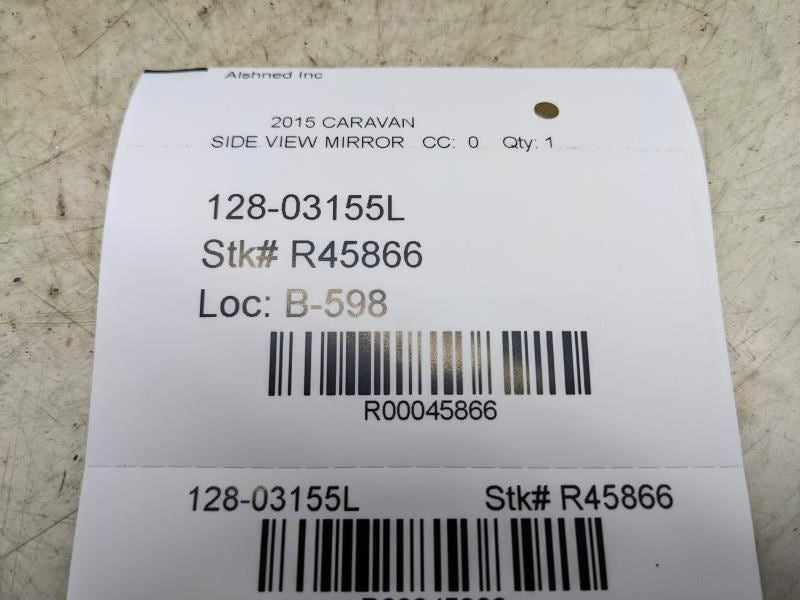 Alshned Inc
2015 CARAVAN
SIDE VIEW MIRROR CC: 0 Qty: 1
128-03155L
Stk# R45866
Loc: B-598
R00045866
128-03155L Stk# R45866